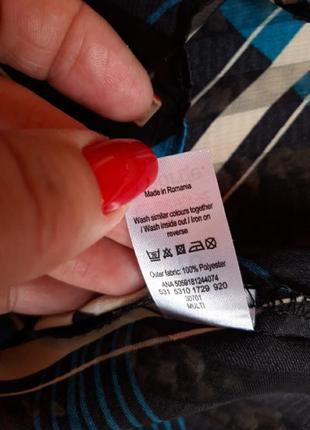 Made in Romania
Wash similar colours together
/ Wash inside out / Iron on
reverse
Outer fabric: 100% Polyester
ANA 5059181244074
531 5310 1729 920
30701
MULTI